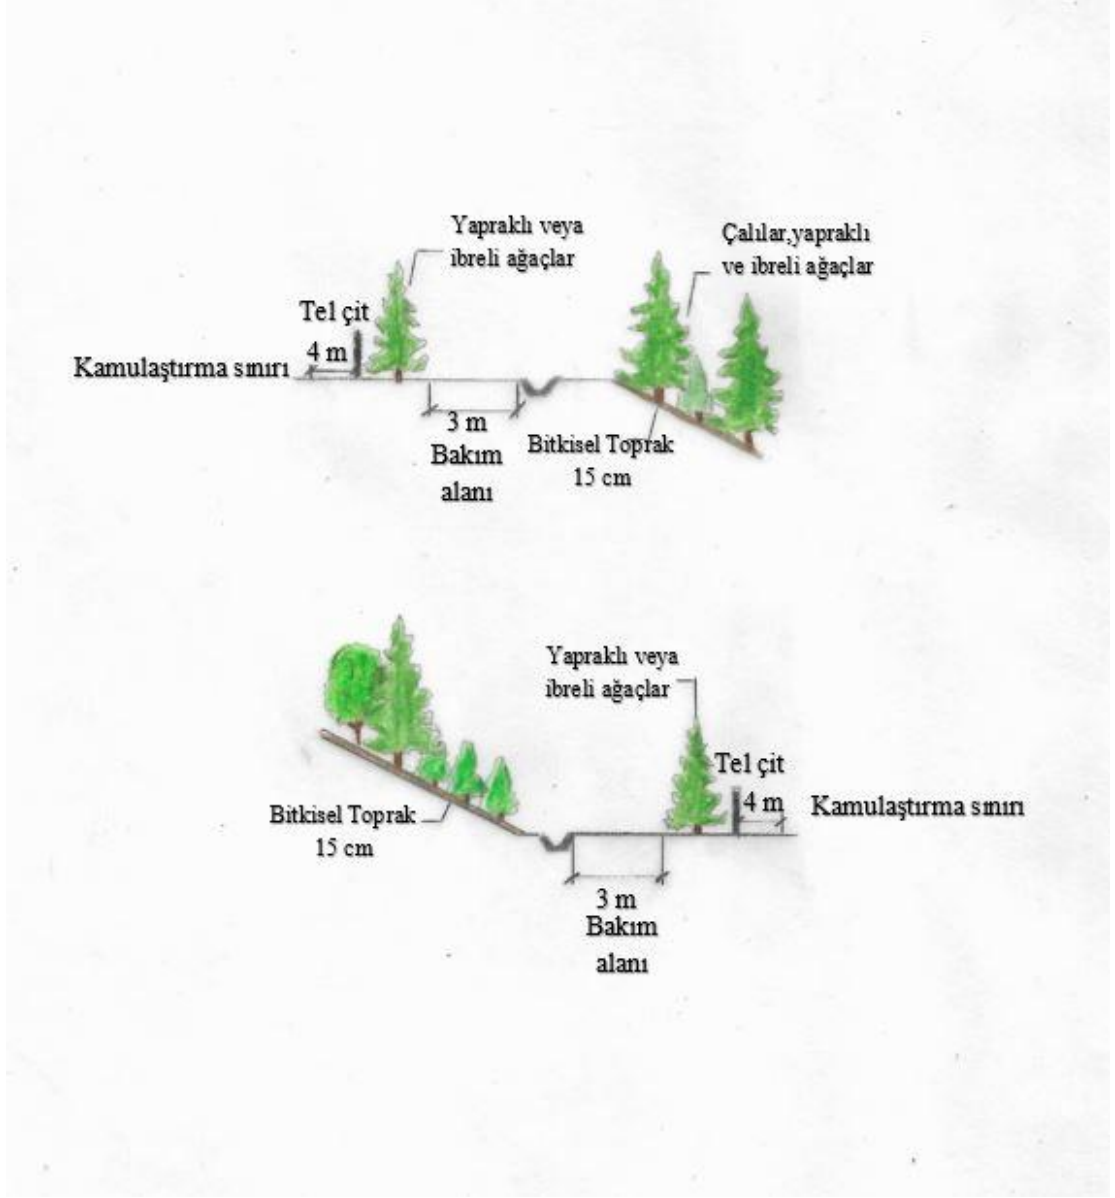 Yapraklı veya
ibreli ağaçlar
Çalılar,yapraklı
ve ibreli ağaçlar
Tel çit
4 m
Kamulaştırma sınırı
3 m
Bakım
alanı
Bitkisel Toprak
15 cm
Yapraklı veya
ibreli ağaçlar
Tel çit
4 m
Kamulaştırma sınırı
Bitkisel Toprak
15 cm
3 m
Bakım
alanı